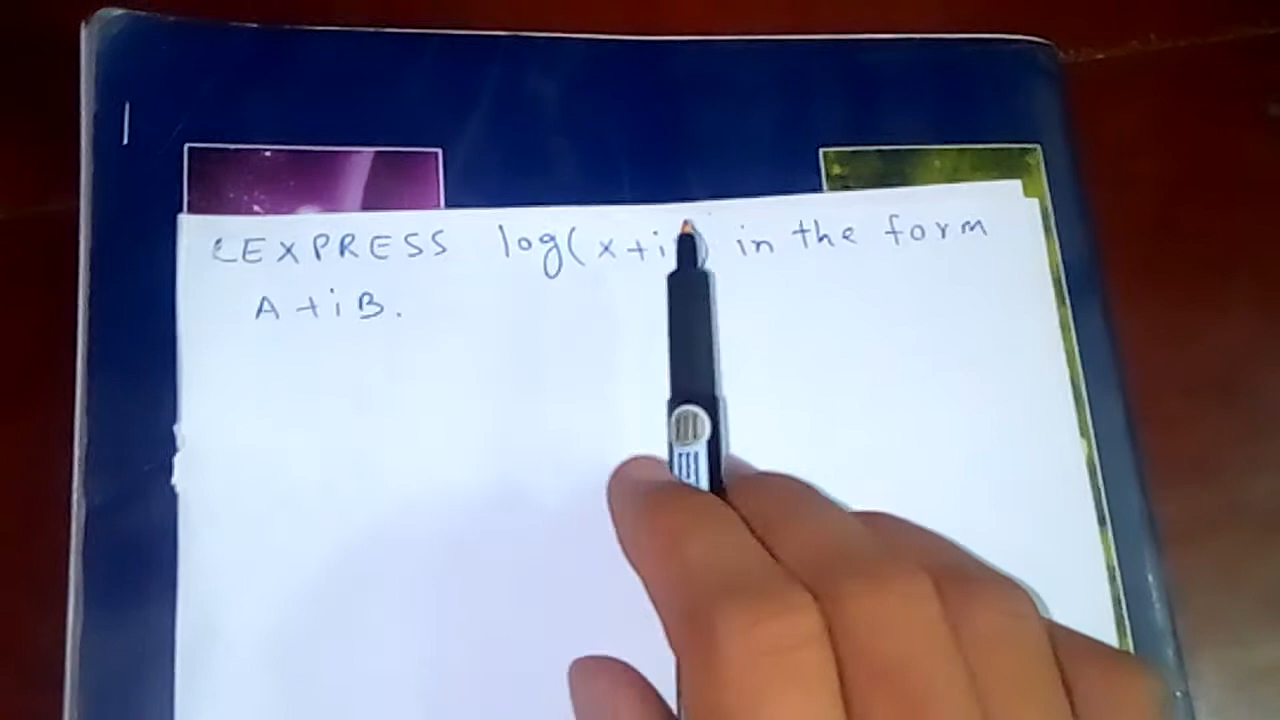 EXPRESS log(x+i ) in the form
A+iB.